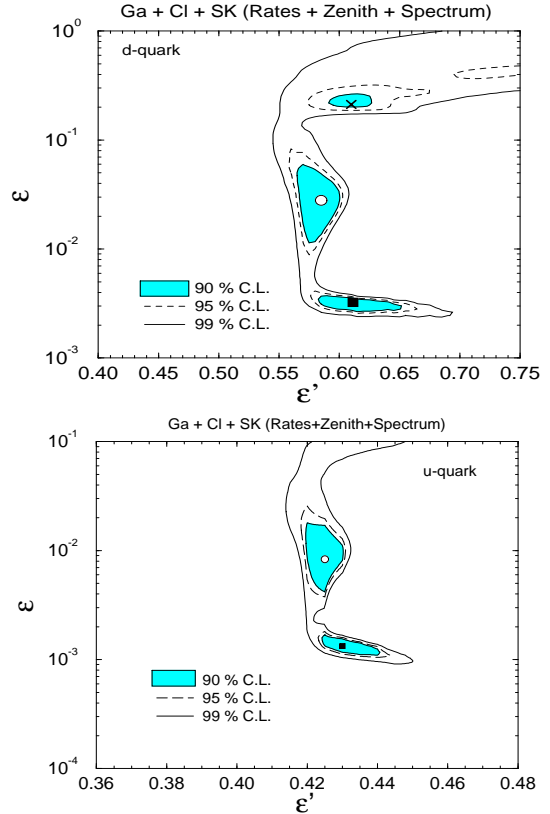 Ga + Cl + SK (Rates + Zenith + Spectrum)
10^0
d-quark
10^-1
ε
10^-2
90 % C.L.
95 % C.L.
99 % C.L.
10^-3
0.40 0.50 0.55 0.60 0.65 0.70 0.75
ε'
Ga + Cl + SK (Rates+Zenith+Spectrum)
10^-1
u-quark
10^-2
ε
10^-3
90 % C.L.
95 % C.L.
99 % C.L.
10^-4
0.36 0.38 0.40 0.42 0.44 0.46 0.48
ε'